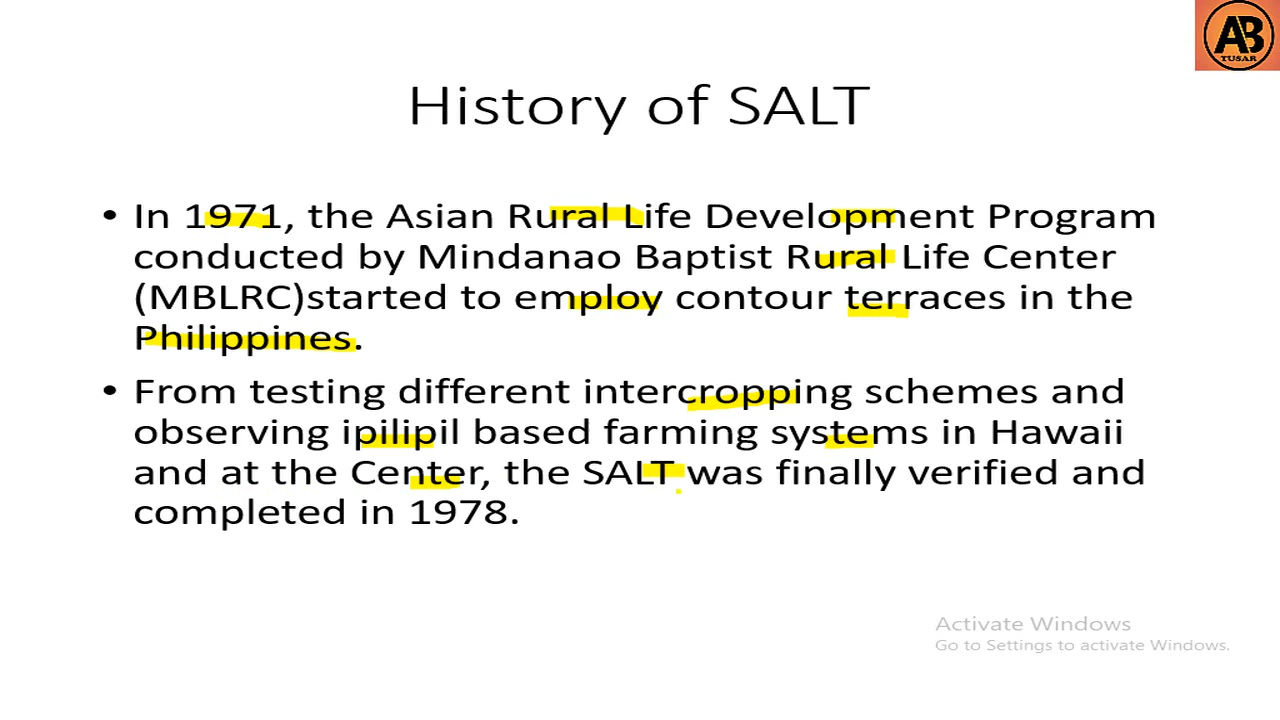 AB
TUSAR
History of SALT
• In 1971, the Asian Rural Life Development Program
conducted by Mindanao Baptist Rural Life Center
(MBLRC)started to employ contour terraces in the
Philippines.
• From testing different intercropping schemes and
observing ipilipil based farming systems in Hawaii
and at the Center, the SALT was finally verified and
completed in 1978.
Activate Windows
Go to Settings to activate Windows.